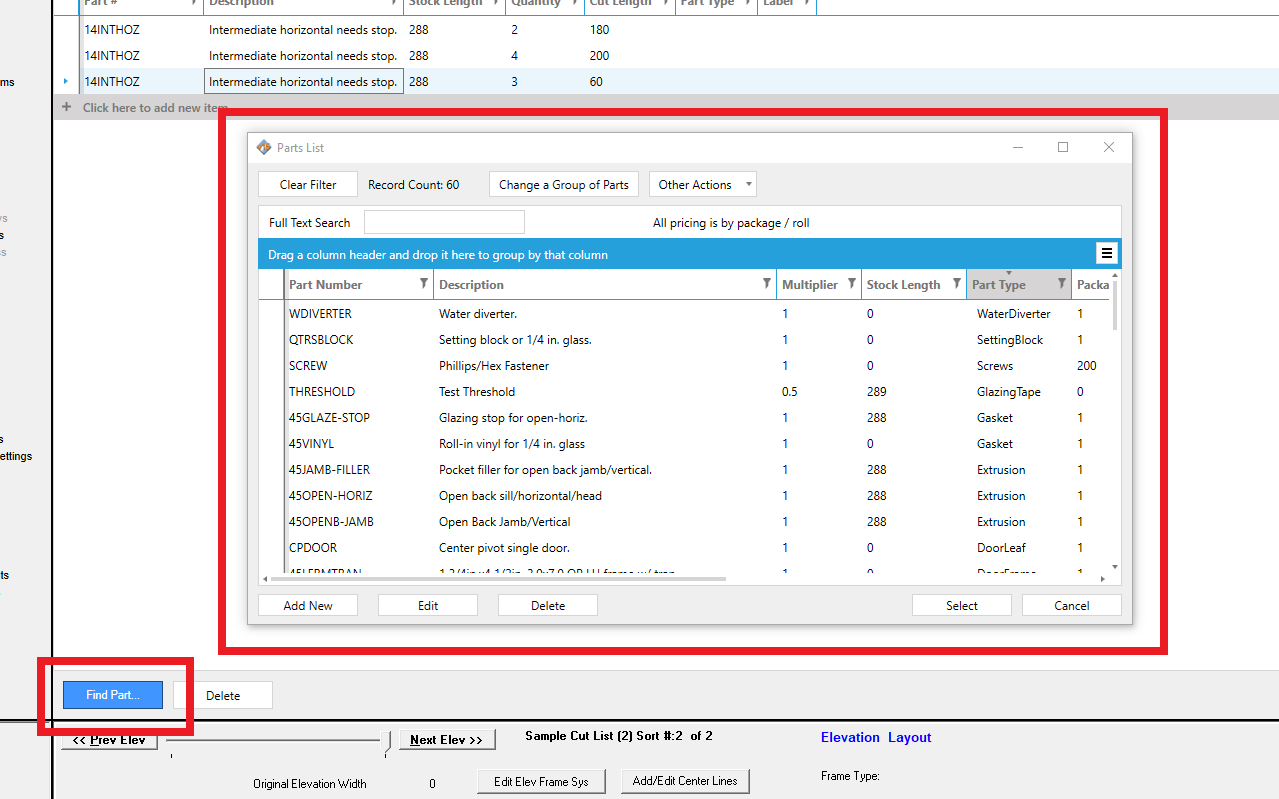 Part # Description Stock Length Quantity Cut Length Part Type Label
14INTHOZ Intermediate horizontal needs stop. 288 2 180
14INTHOZ Intermediate horizontal needs stop. 288 4 200
ms 14INTHOZ Intermediate horizontal needs stop. 288 3 60
+ Click here to add new item
Parts List
Clear Filter Record Count: 60 Change a Group of Parts Other Actions
Full Text Search All pricing is by package / roll
Drag a column header and drop it here to group by that column
Part Number Description Multiplier Stock Length Part Type Packa
WDIVERTER Water diverter. 1 0 WaterDiverter 1
QTRSBLOCK Setting block or 1/4 in. glass. 1 0 SettingBlock 1
SCREW Phillips/Hex Fastener 1 0 Screws 200
THRESHOLD Test Threshold 0.5 289 GlazingTape 0
45GLAZE-STOP Glazing stop for open-horiz. 1 288 Gasket 1
45VINYL Roll-in vinyl for 1/4 in. glass 1 0 Gasket 1
ettings
45JAMB-FILLER Pocket filler for open back jamb/vertical. 1 288 Extrusion 1
45OPEN-HORIZ Open back sill/horizontal/head 1 288 Extrusion 1
45OPENB-JAMB Open Back Jamb/Vertical 1 288 Extrusion 1
CPDOOR Center pivot single door. 1 0 DoorLeaf 1
ts
Add New Edit Delete Select Cancel
Find Part... Delete
<< Prev Elev Next Elev >> Sample Cut List (2) Sort #:2 of 2 Elevation Layout
Original Elevation Width 0 Edit Elev Frame Sys Add/Edit Center Lines Frame Type: